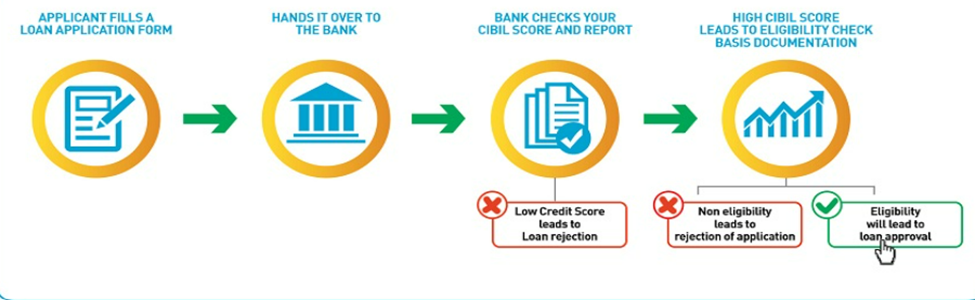 APPLICANT FILLS A
LOAN APPLICATION FORM
HANDS IT OVER TO
THE BANK
BANK CHECKS YOUR
CIBIL SCORE AND REPORT
HIGH CIBIL SCORE
LEADS TO ELIGIBILITY CHECK
BASIS DOCUMENTATION
Low Credit Score
leads to
Loan rejection
Non eligibility
leads to
rejection of application
Eligibility
will lead to
loan approval